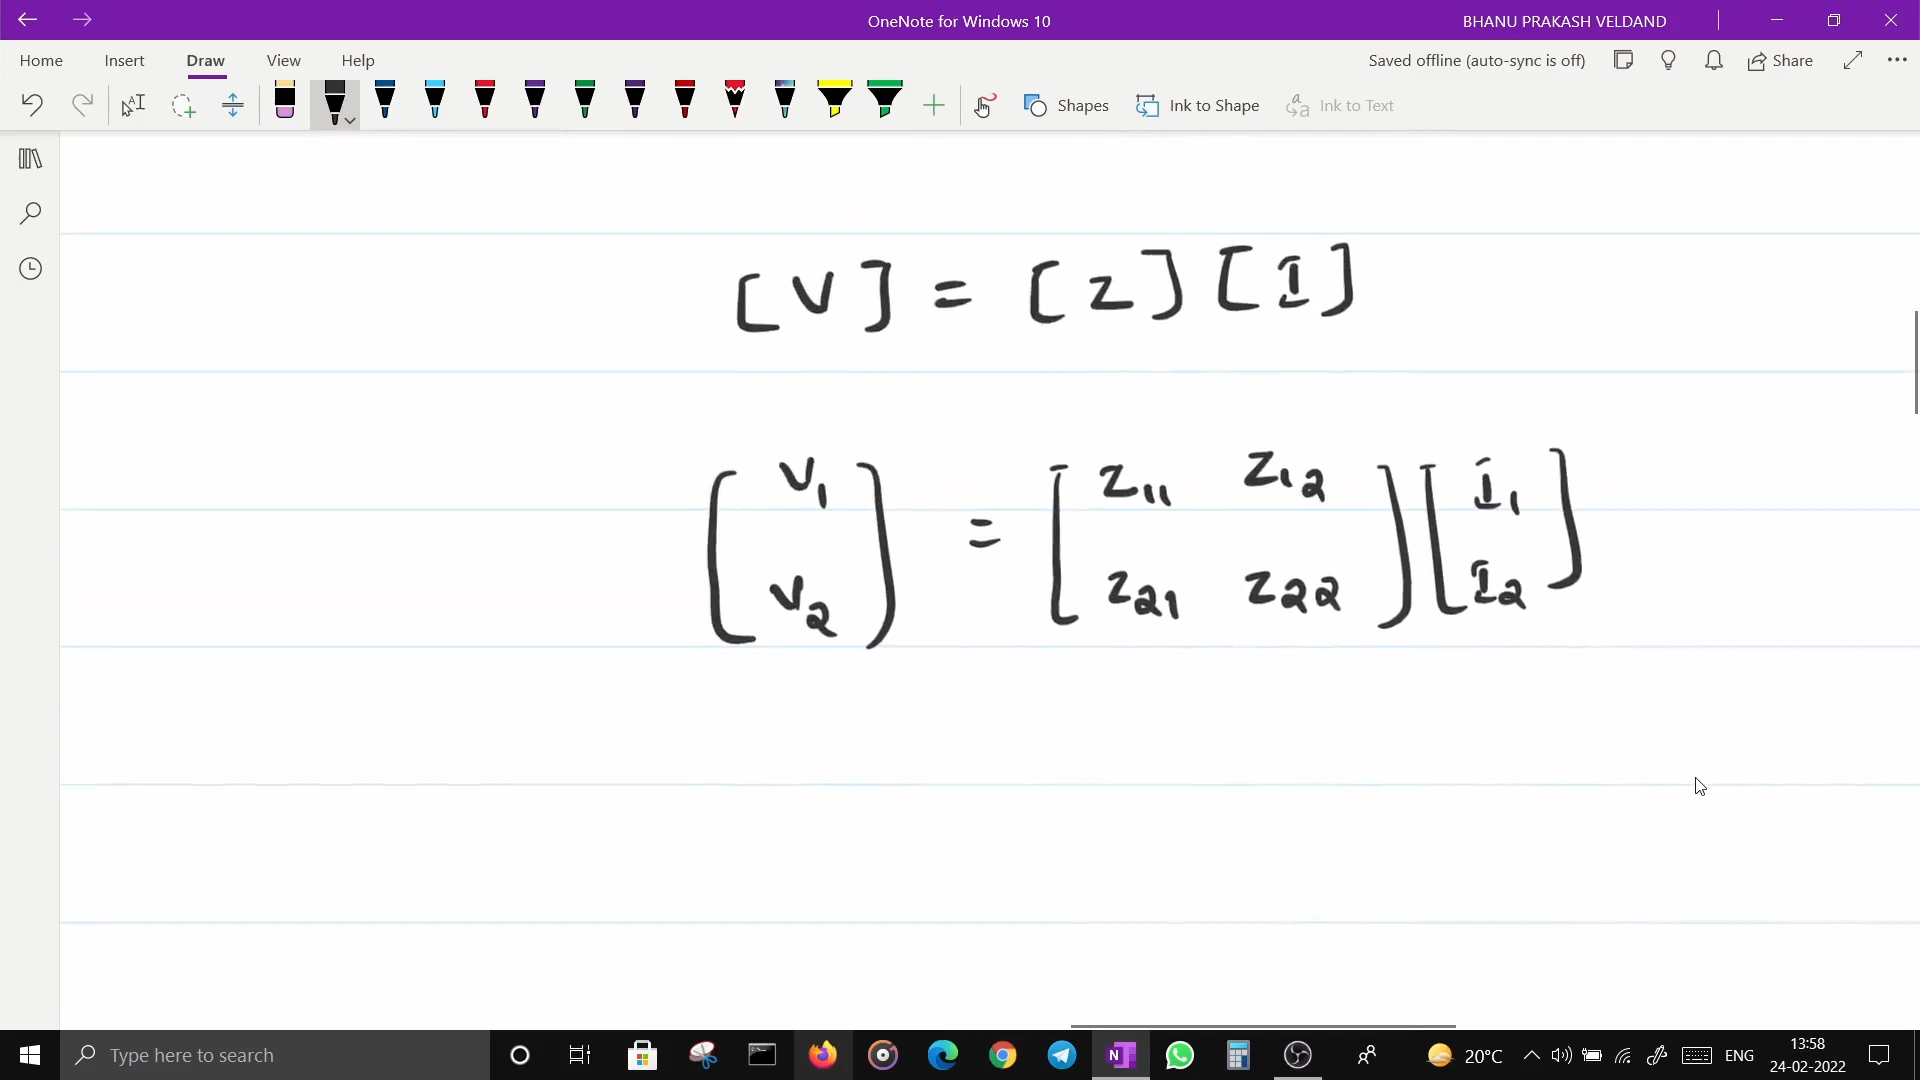 OneNote for Windows 10
BHANU PRAKASH VELDAND
Home Insert Draw View Help
Saved offline (auto-sync is off) Share
Shapes Ink to Shape Ink to Text
[V] = [Z][I]
[V₁ V₂] = [Z₁₁ Z₁₂ Z₂₁ Z₂₂][I₁ I₂]
Type here to search
20°C
ENG
13:58
24-02-2022